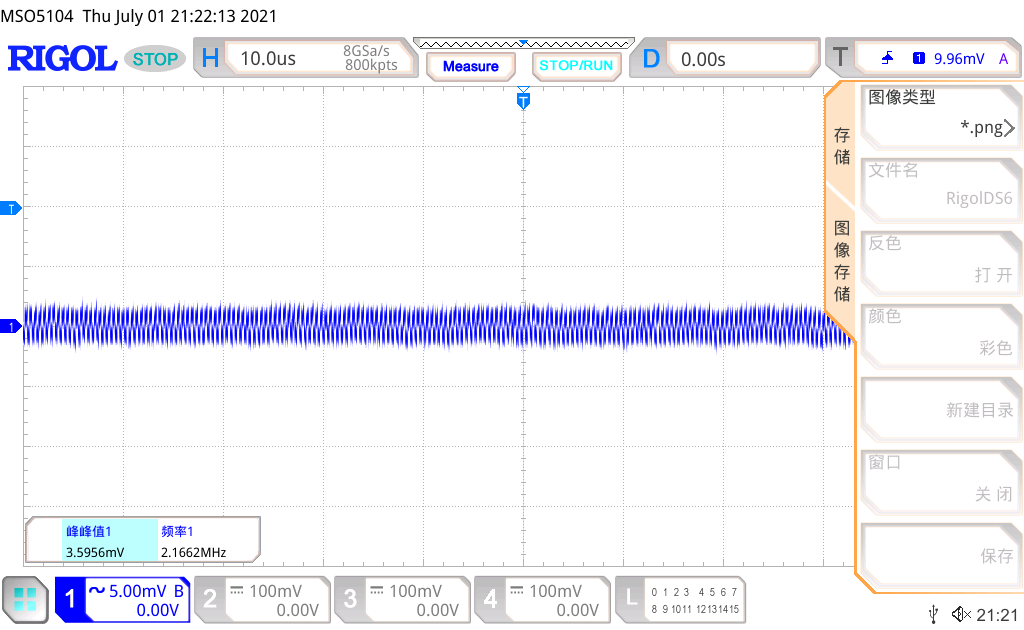 MSO5104 Thu July 01 21:22:13 2021
RIGOL STOP H 10.0us 8GSa/s 800kpts Measure STOP/RUN D 0.00s T 1 9.96mV A
T
T
1
存储
图像存储
图像类型
*.png
文件名
RigolDS6
反色
打开
颜色
彩色
新建目录
窗口
关闭
保存
峰峰值1 频率1
3.5956mV 2.1662MHz
1 5.00mV B
0.00V
2 100mV
0.00V
3 100mV
0.00V
4 100mV
0.00V
L 0 1 2 3 4 5 6 7
8 9 10 11 12 13 14 15
21:21